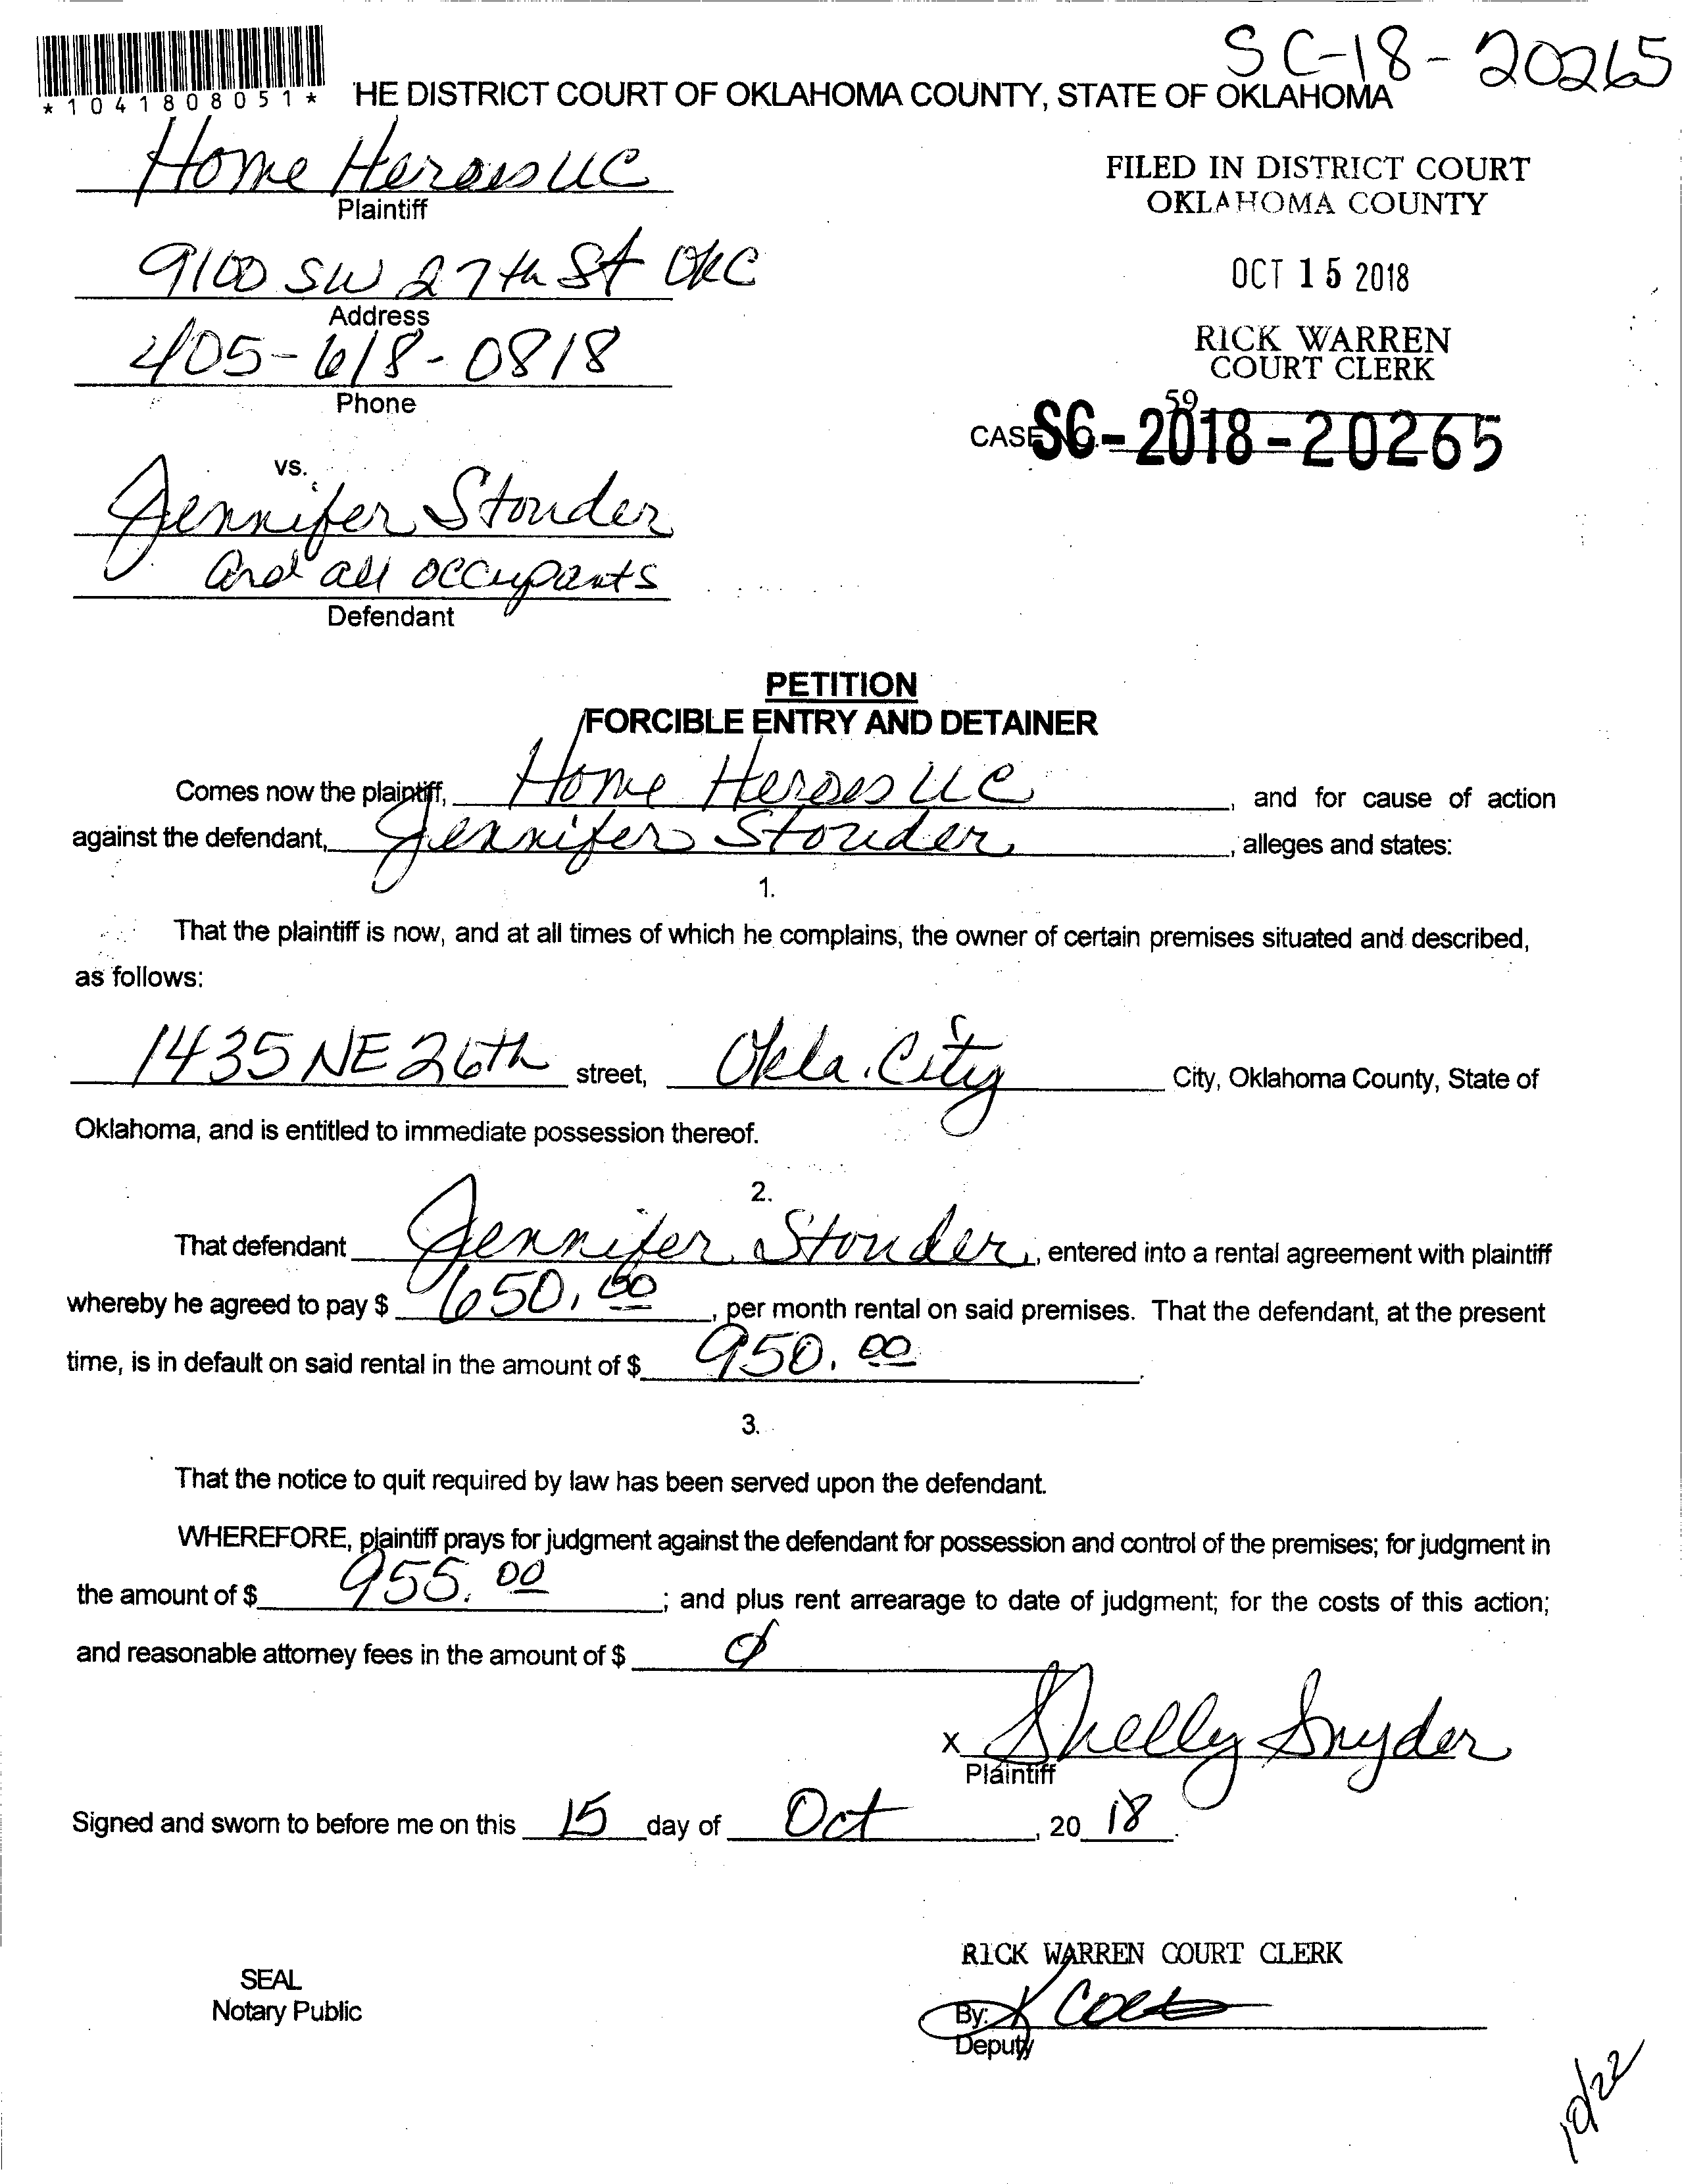 SC-18-20265
*1041808051*
'HE DISTRICT COURT OF OKLAHOMA COUNTY, STATE OF OKLAHOMA
Home Heroes LLC
Plaintiff
FILED IN DISTRICT COURT
OKLAHOMA COUNTY
9100 SW 27th St OKC
Address
OCT 15 2018
405-618-0818
Phone
RICK WARREN
COURT CLERK
59
CASE NO. SC-2018-20265
vs.
Jennifer Stouder
and all occupants
Defendant
PETITION
FORCIBLE ENTRY AND DETAINER
Comes now the plaintiff, Home Heroes LLC, and for cause of action
against the defendant, Jennifer Stouder, alleges and states:
1.
That the plaintiff is now, and at all times of which he complains, the owner of certain premises situated and described,
as follows:
1435 NE 26th street, Okla. City City, Oklahoma County, State of
Oklahoma, and is entitled to immediate possession thereof.
2.
That defendant Jennifer Stouder, entered into a rental agreement with plaintiff
whereby he agreed to pay $ 650.00, per month rental on said premises. That the defendant, at the present
time, is in default on said rental in the amount of $ 950.00.
3.
That the notice to quit required by law has been served upon the defendant.
WHEREFORE, plaintiff prays for judgment against the defendant for possession and control of the premises; for judgment in
the amount of $ 955.00; and plus rent arrearage to date of judgment; for the costs of this action;
and reasonable attorney fees in the amount of $ 0
X Shelly Snyder
Plaintiff
Signed and sworn to before me on this 15 day of Oct, 20 18.
RICK WARREN COURT CLERK
SEAL
Notary Public
By: K
Deputy
10/22